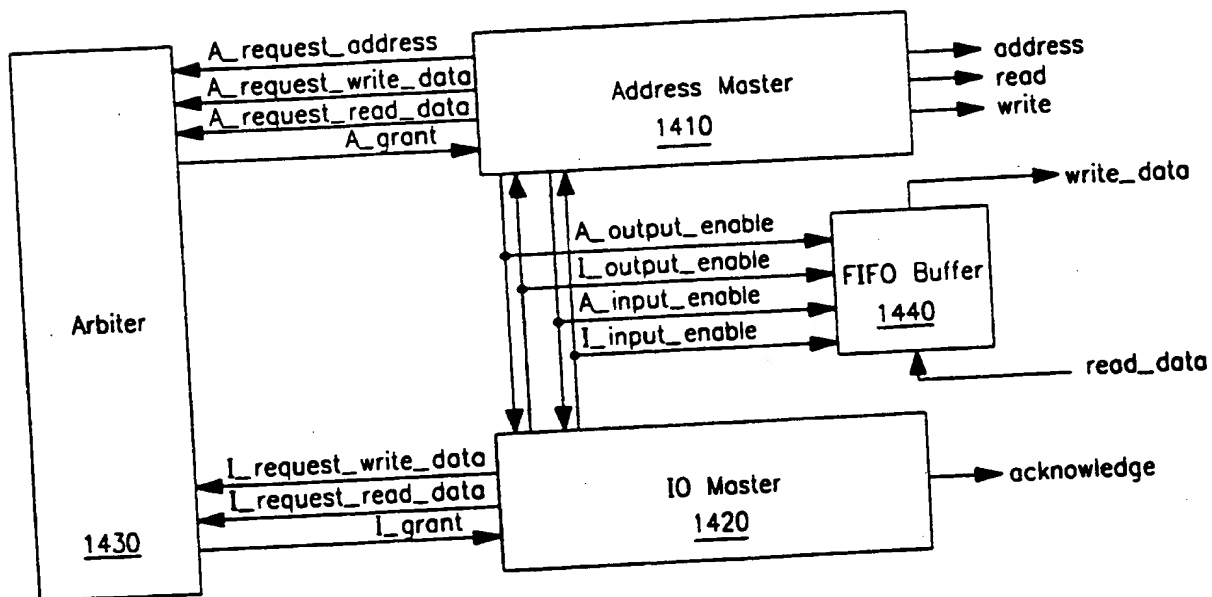 A_request_address
A_request_write_data
A_request_read_data
A_grant
Address Master
1410
address
read
write
write_data
A_output_enable
I_output_enable
A_input_enable
I_input_enable
FIFO Buffer
1440
read_data
Arbiter
1430
I_request_write_data
I_request_read_data
I_grant
IO Master
1420
acknowledge